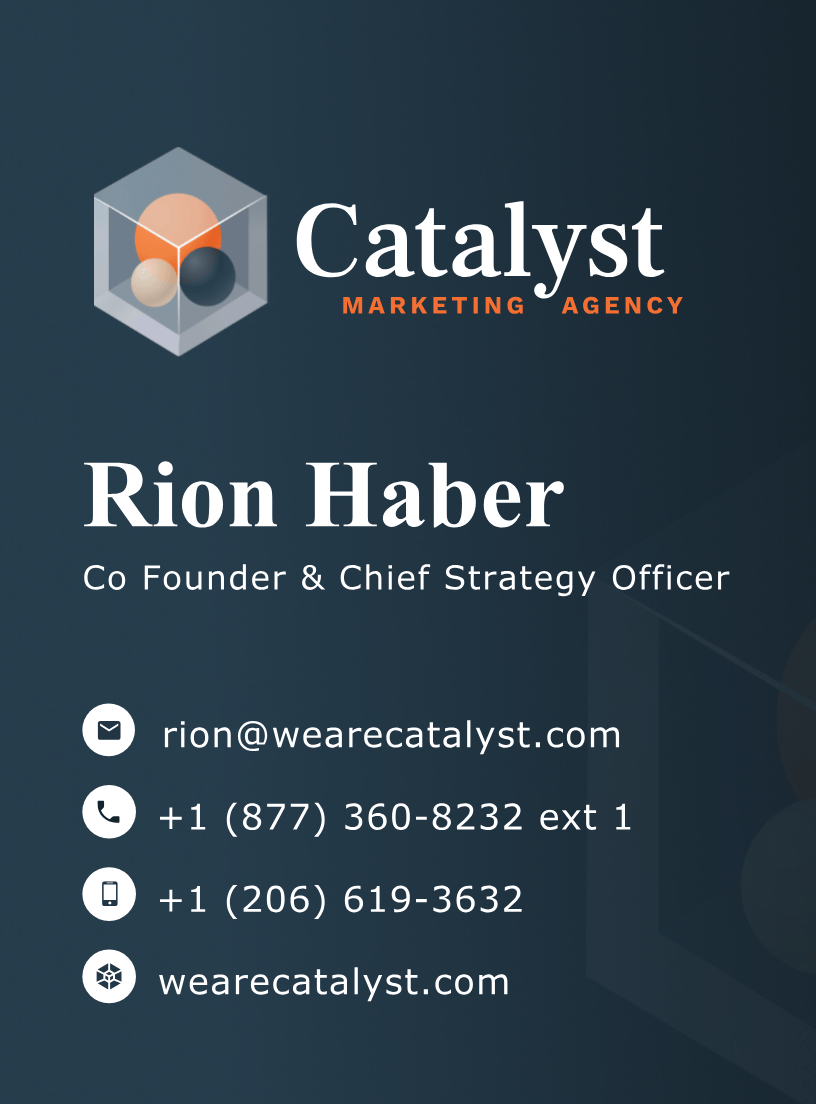 Catalyst
MARKETING AGENCY
Rion Haber
Co Founder & Chief Strategy Officer
rion@wearecatalyst.com
+1 (877) 360-8232 ext 1
+1 (206) 619-3632
wearecatalyst.com